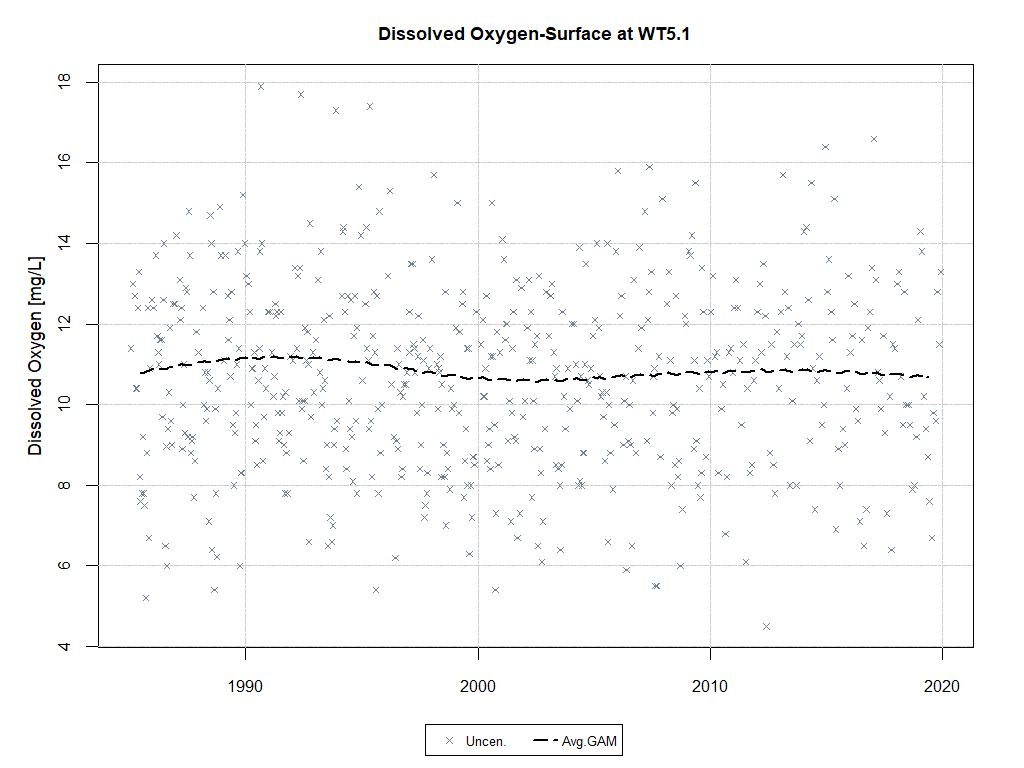 Dissolved Oxygen-Surface at WT5.1
Dissolved Oxygen [mg/L]
18
16
14
12
10
8
6
4
1990 2000 2010 2020
Uncen. Avg.GAM